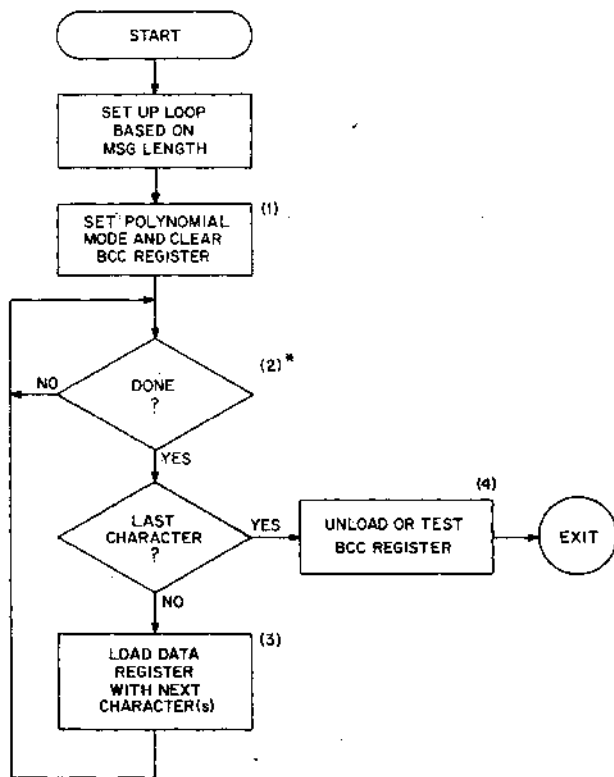 START
SET UP LOOP
BASED ON
MSG LENGTH
(1)
SET POLYNOMIAL
MODE AND CLEAR
BCC REGISTER
(2)*
NO
DONE
?
YES
(4)
LAST
CHARACTER
?
YES
UNLOAD OR TEST
BCC REGISTER
EXIT
NO
(3)
LOAD DATA
REGISTER
WITH NEXT
CHARACTER(s)